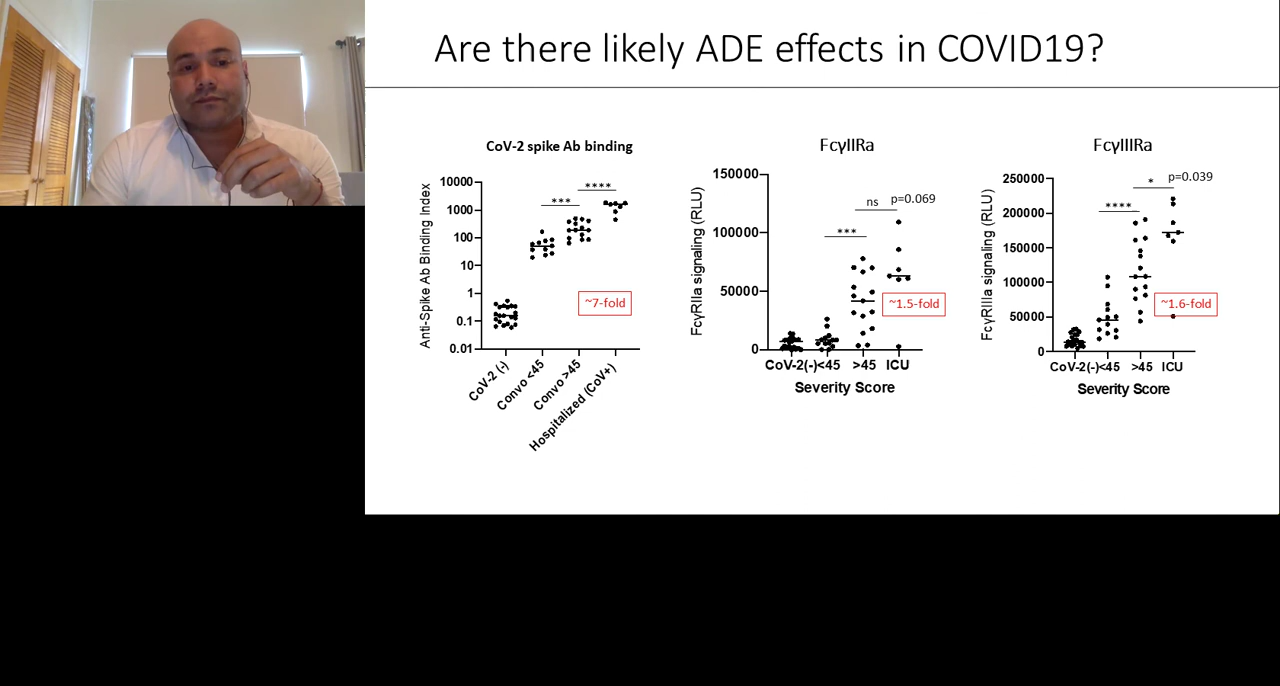 Are there likely ADE effects in COVID19?
CoV-2 spike Ab binding
Anti-Spike Ab Binding Index
10000
1000
100
10
1
0.1
0.01
***
****
~7-fold
CoV-2 (-)
Convo <45
Convo >45
Hospitalized (CoV+)
FcγIIRa
FcγRIIa signaling (RLU)
150000
100000
50000
0
***
ns
p=0.069
~1.5-fold
CoV-2(-)<45 >45 ICU
Severity Score
FcγIIIRa
FcγRIIIa signaling (RLU)
250000
200000
150000
100000
50000
0
****
*
p=0.039
~1.6-fold
CoV-2(-)<45 >45 ICU
Severity Score